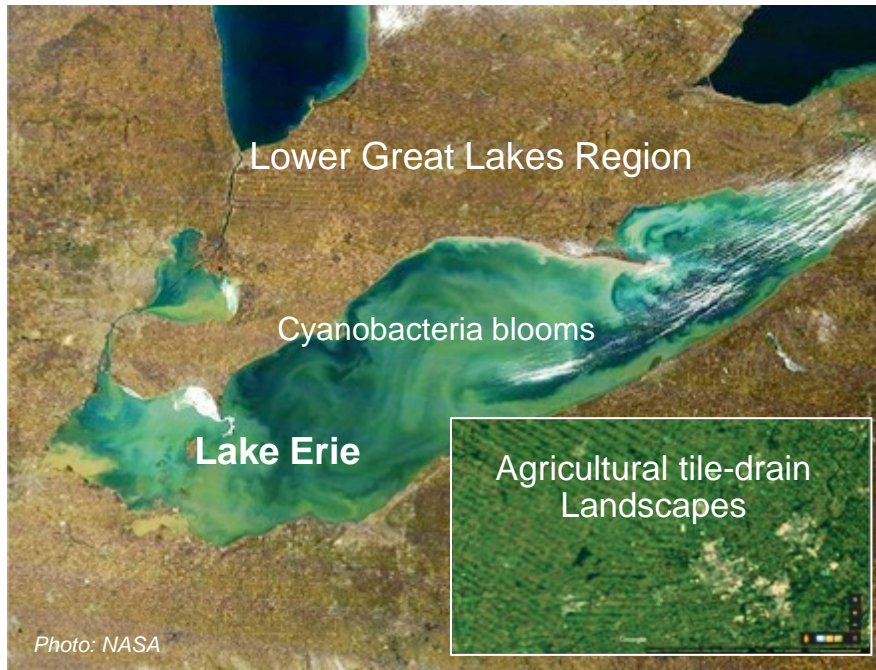 Lower Great Lakes Region
Cyanobacteria blooms
Lake Erie
Agricultural tile-drain
Landscapes
Photo: NASA